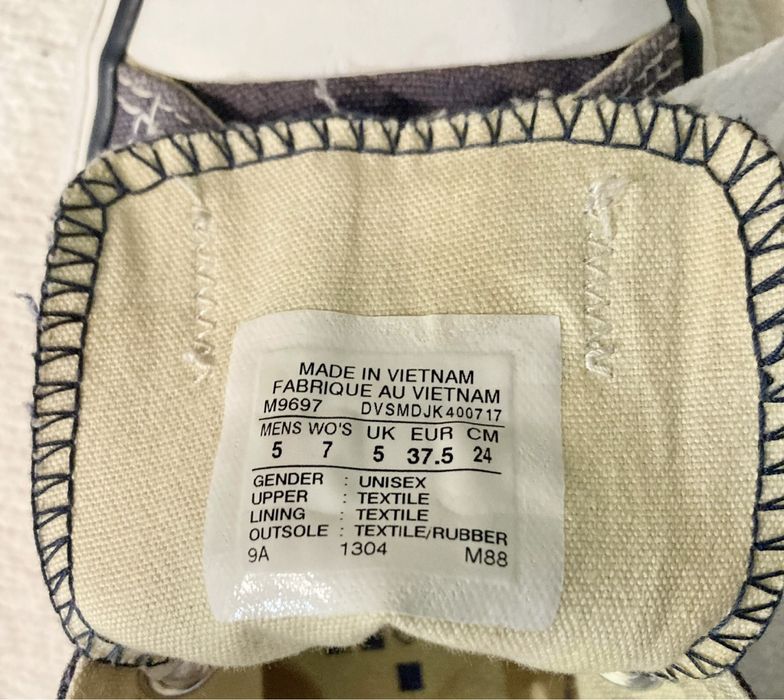 MADE IN VIETNAM
FABRIQUE AU VIETNAM
M9697 DVSMDJK400717
MENS WO'S UK EUR CM
5 7 5 37.5 24
GENDER : UNISEX
UPPER : TEXTILE
LINING : TEXTILE
OUTSOLE : TEXTILE/RUBBER
9A 1304 M88